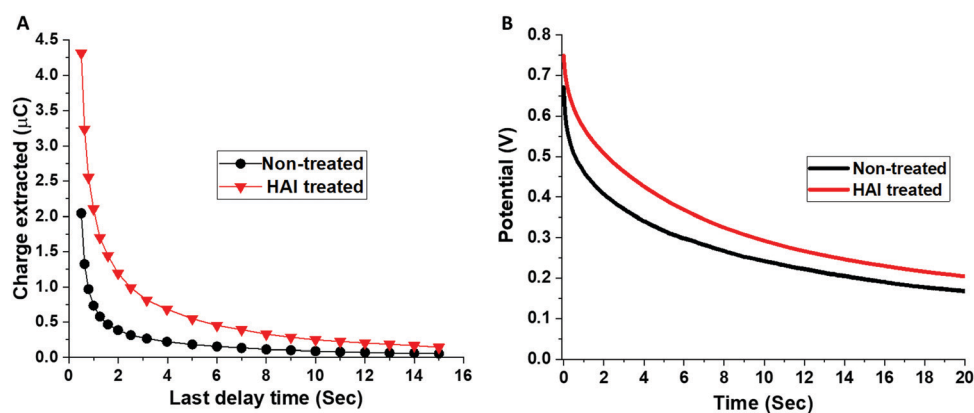 A
4.5
4.0
3.5
3.0
2.5
2.0
1.5
1.0
0.5
0.0
Charge extracted (μC)
Non-treated
HAI treated
0 2 4 6 8 10 12 14 16
Last delay time (Sec)
B
0.8
0.7
0.6
0.5
0.4
0.3
0.2
0.1
0.0
Potential (V)
Non-treated
HAI treated
0 2 4 6 8 10 12 14 16 18 20
Time (Sec)